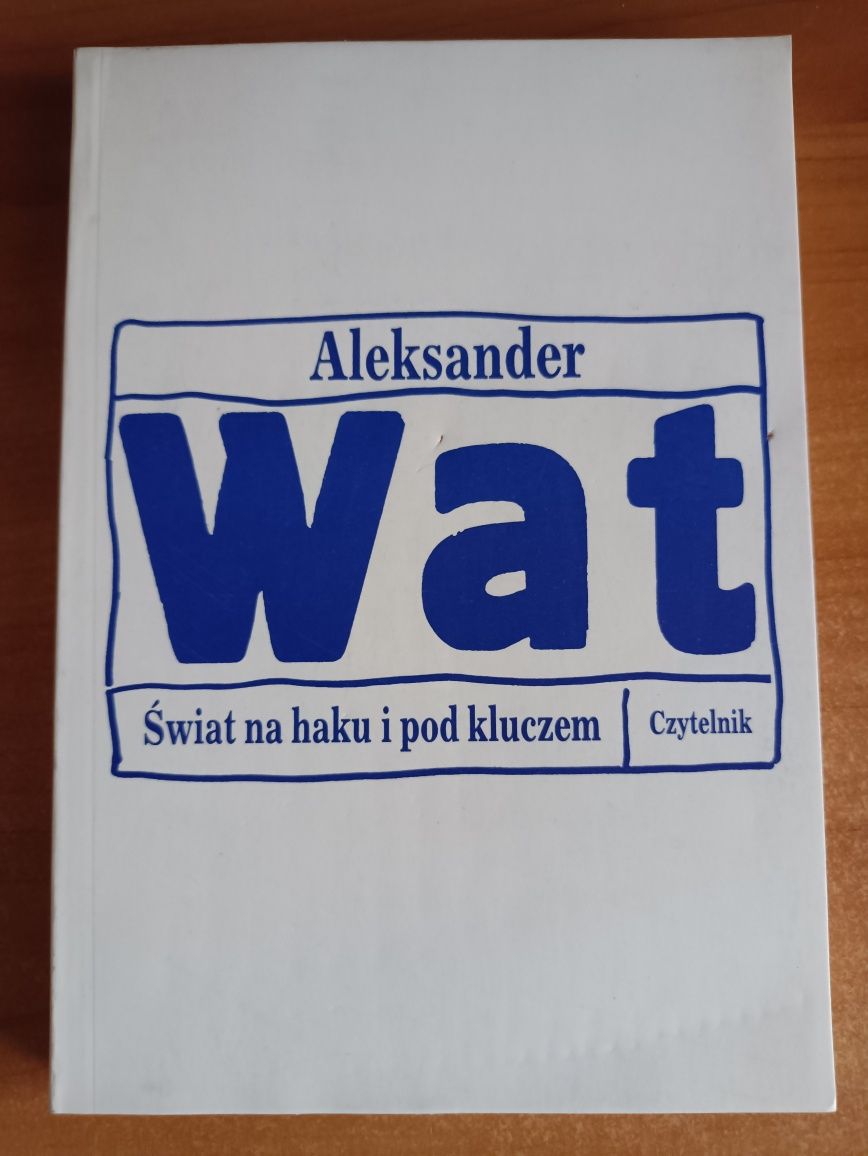 Aleksander
Wat
Świat na haku i pod kluczem
Czytelnik